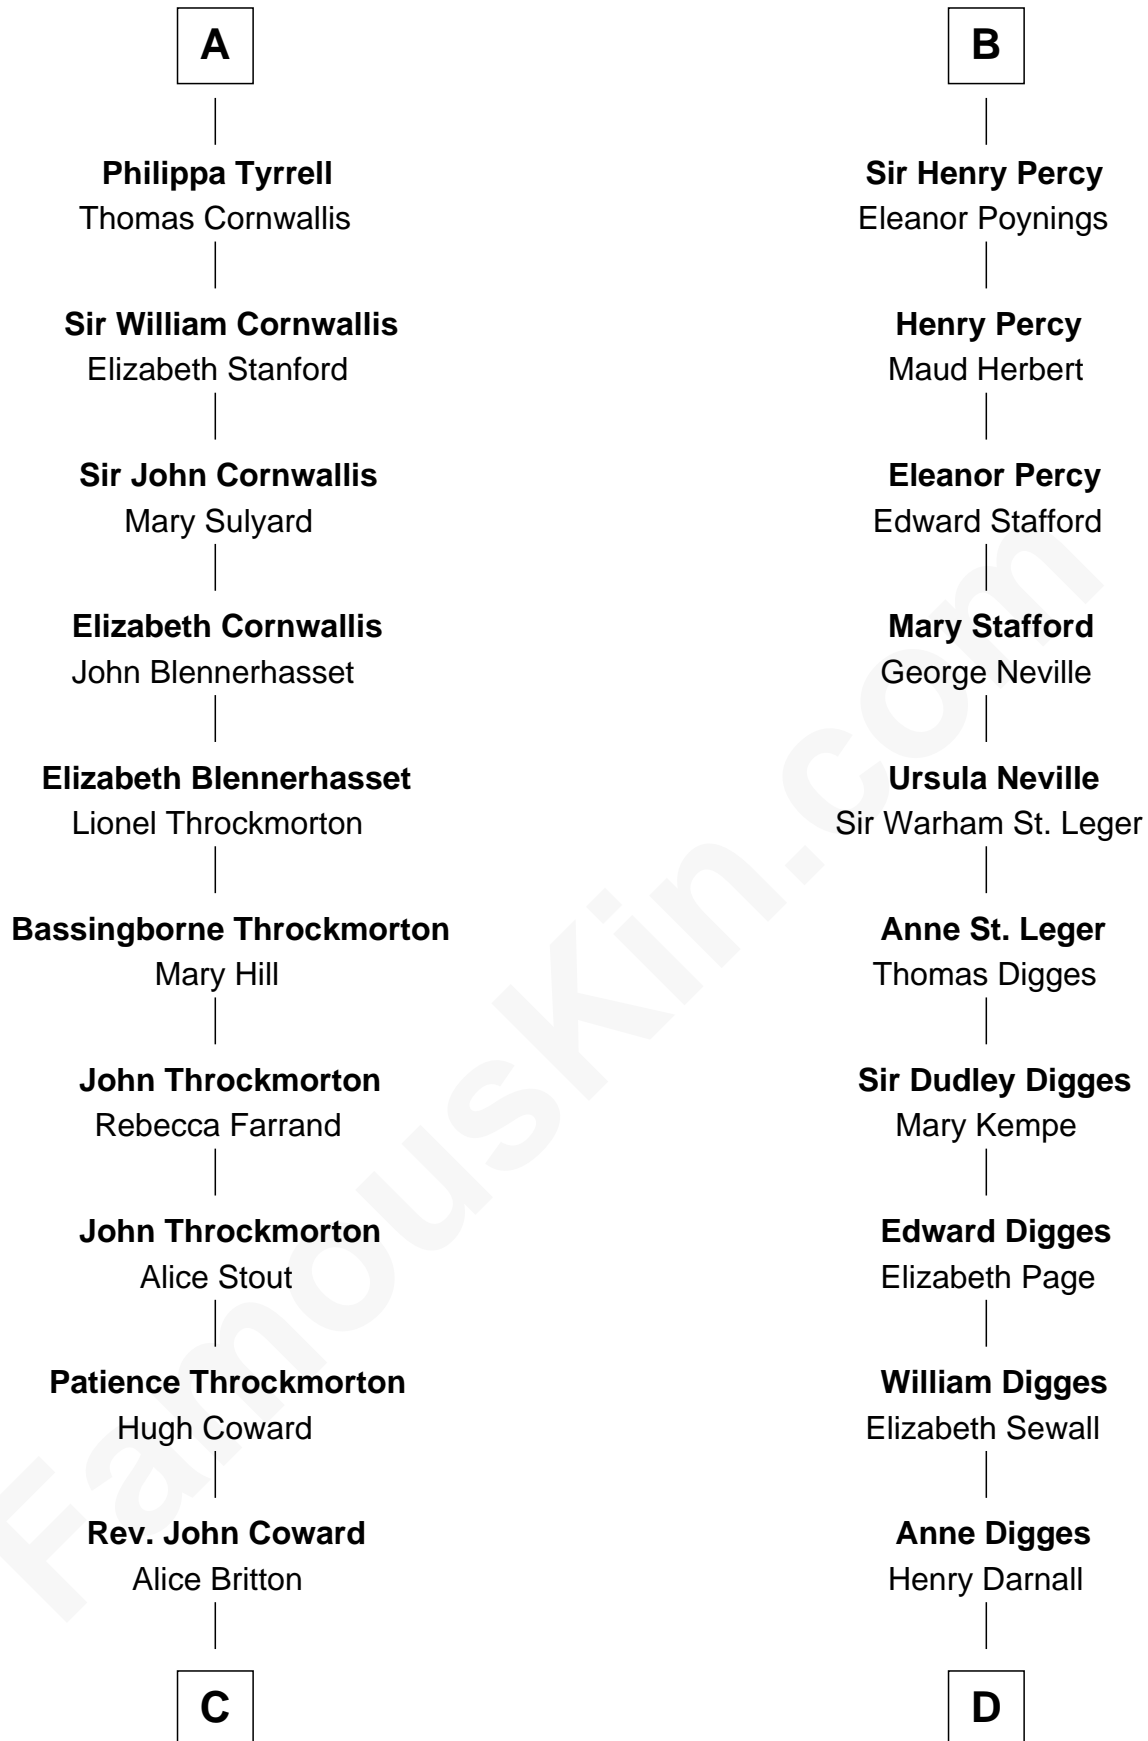 A
Philippa Tyrrell
Thomas Cornwallis
Sir William Cornwallis
Elizabeth Stanford
Sir John Cornwallis
Mary Sulyard
Elizabeth Cornwallis
John Blennerhasset
Elizabeth Blennerhasset
Lionel Throckmorton
Bassingborne Throckmorton
Mary Hill
John Throckmorton
Rebecca Farrand
John Throckmorton
Alice Stout
Patience Throckmorton
Hugh Coward
Rev. John Coward
Alice Britton
C
B
Sir Henry Percy
Eleanor Poynings
Henry Percy
Maud Herbert
Eleanor Percy
Edward Stafford
Mary Stafford
George Neville
Ursula Neville
Sir Warham St. Leger
Anne St. Leger
Thomas Digges
Sir Dudley Digges
Mary Kempe
Edward Digges
Elizabeth Page
William Digges
Elizabeth Sewall
Anne Digges
Henry Darnall
D
FamousKin.com